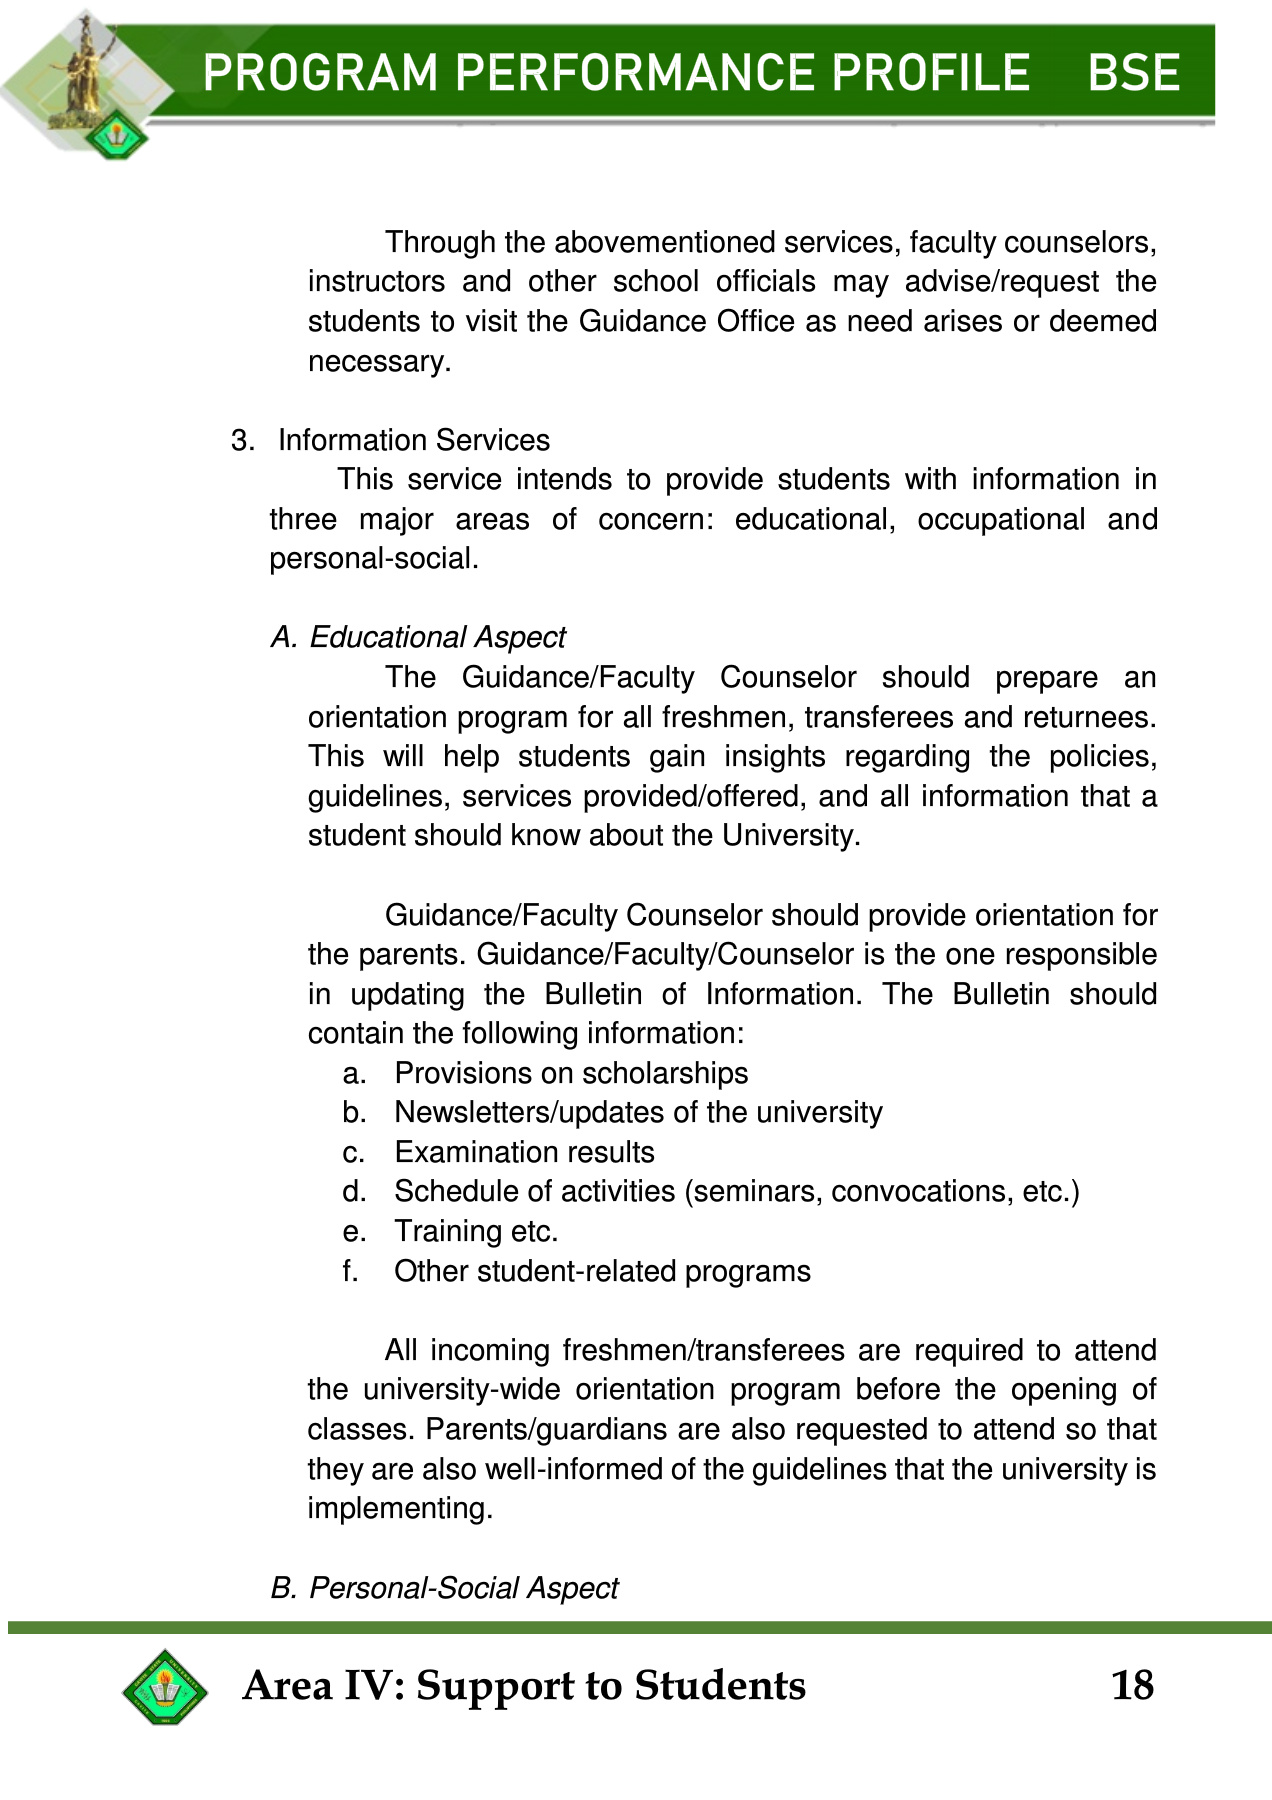 PROGRAM PERFORMANCE PROFILE BSE
Through the abovementioned services, faculty counselors,
instructors and other school officials may advise/request the
students to visit the Guidance Office as need arises or deemed
necessary.
3. Information Services
This service intends to provide students with information in
three major areas of concern: educational, occupational and
personal-social.
A. Educational Aspect
The Guidance/Faculty Counselor should prepare an
orientation program for all freshmen, transferees and returnees.
This will help students gain insights regarding the policies,
guidelines, services provided/offered, and all information that a
student should know about the University.
Guidance/Faculty Counselor should provide orientation for
the parents. Guidance/Faculty/Counselor is the one responsible
in updating the Bulletin of Information. The Bulletin should
contain the following information:
a. Provisions on scholarships
b. Newsletters/updates of the university
c. Examination results
d. Schedule of activities (seminars, convocations, etc.)
e. Training etc.
f. Other student-related programs
All incoming freshmen/transferees are required to attend
the university-wide orientation program before the opening of
classes. Parents/guardians are also requested to attend so that
they are also well-informed of the guidelines that the university is
implementing.
B. Personal-Social Aspect
Area IV: Support to Students 18